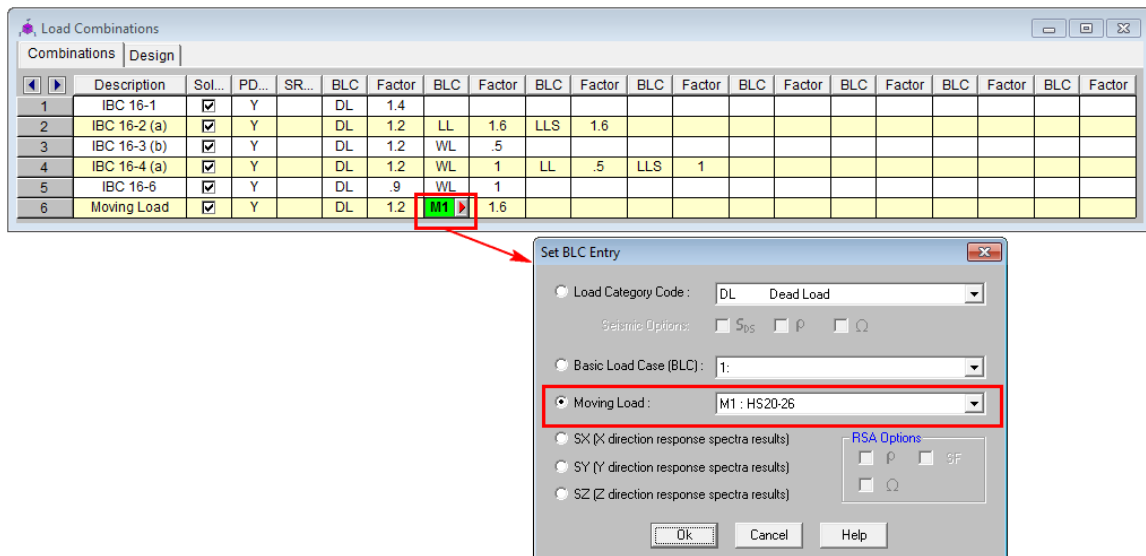 Load Combinations
Combinations Design
Description Sol... PD... SR... BLC Factor BLC Factor BLC Factor BLC Factor BLC Factor BLC Factor BLC Factor BLC Factor
1 IBC 16-1 Y DL 1.4
2 IBC 16-2 (a) Y DL 1.2 LL 1.6 LLS 1.6
3 IBC 16-3 (b) Y DL 1.2 WL .5
4 IBC 16-4 (a) Y DL 1.2 WL 1 LL .5 LLS 1
5 IBC 16-6 Y DL .9 WL 1
6 Moving Load Y DL 1.2 M1 1.6
Set BLC Entry
Load Category Code : DL Dead Load
Seismic Options: SDS ρ Ω
Basic Load Case (BLC) : 1:
Moving Load : M1 : HS20-26
SX (X direction response spectra results) RSA Options
ρ SF
SY (Y direction response spectra results)
Ω
SZ (Z direction response spectra results)
Ok Cancel Help